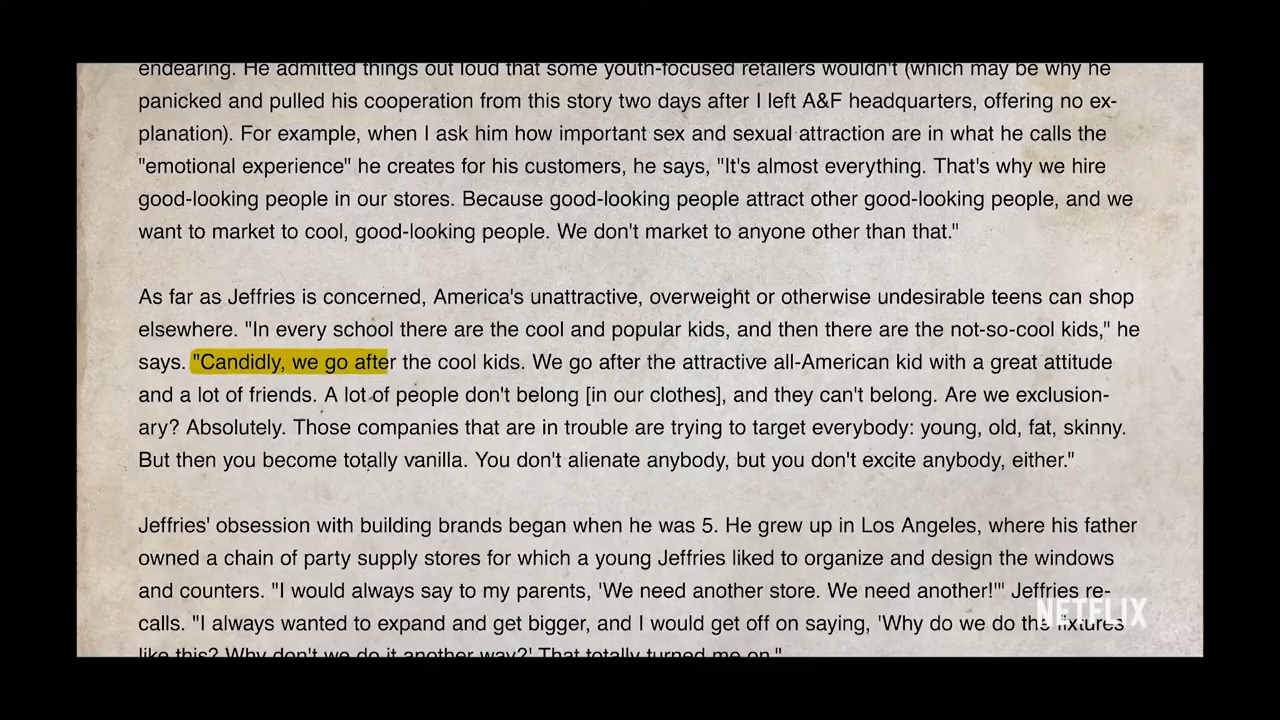 endearing. He admitted things out loud that some youth-focused retailers wouldn't (which may be why he
panicked and pulled his cooperation from this story two days after I left A&F headquarters, offering no ex-
planation). For example, when I ask him how important sex and sexual attraction are in what he calls the
"emotional experience" he creates for his customers, he says, "It's almost everything. That's why we hire
good-looking people in our stores. Because good-looking people attract other good-looking people, and we
want to market to cool, good-looking people. We don't market to anyone other than that."
As far as Jeffries is concerned, America's unattractive, overweight or otherwise undesirable teens can shop
elsewhere. "In every school there are the cool and popular kids, and then there are the not-so-cool kids," he
says. "Candidly, we go after the cool kids. We go after the attractive all-American kid with a great attitude
and a lot of friends. A lot of people don't belong [in our clothes], and they can't belong. Are we exclusion-
ary? Absolutely. Those companies that are in trouble are trying to target everybody: young, old, fat, skinny.
But then you become totally vanilla. You don't alienate anybody, but you don't excite anybody, either."
Jeffries' obsession with building brands began when he was 5. He grew up in Los Angeles, where his father
owned a chain of party supply stores for which a young Jeffries liked to organize and design the windows
and counters. "I would always say to my parents, 'We need another store. We need another!'" Jeffries re-
calls. "I always wanted to expand and get bigger, and I would get off on saying, 'Why do we do the fixtures
like this? Why don't we do it another way?' That totally turned me on."
NETFLIX